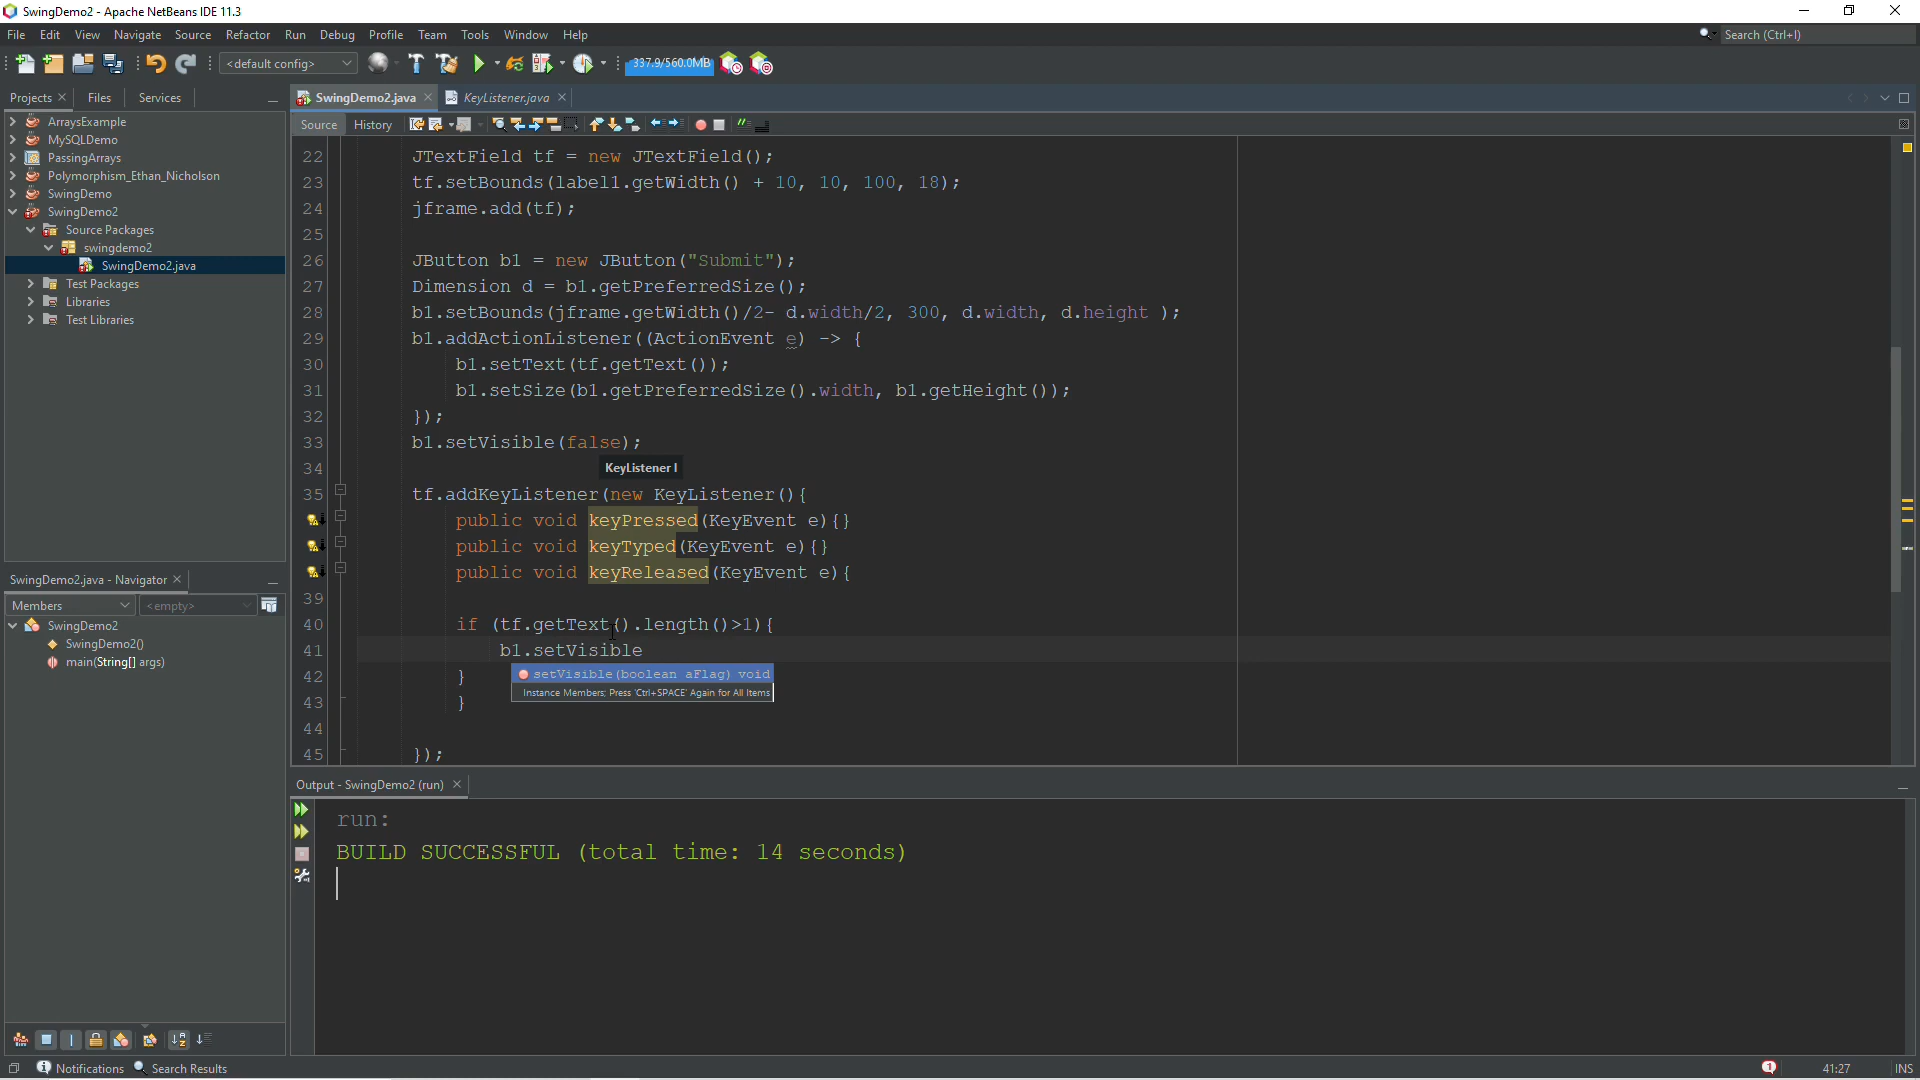 SwingDemo2 - Apache NetBeans IDE 11.3
File Edit View Navigate Source Refactor Run Debug Profile Team Tools Window Help
Search (Ctrl+I)
<default config>
337.9/560.0MB
Projects Files Services
SwingDemo2.java KeyListener.java
Source History
ArraysExample
MySQLDemo
PassingArrays
Polymorphism_Ethan_Nicholson
SwingDemo
SwingDemo2
Source Packages
swingdemo2
SwingDemo2.java
Test Packages
Libraries
Test Libraries
22 JTextField tf = new JTextField();
23 tf.setBounds(label1.getWidth() + 10, 10, 100, 18);
24 jframe.add(tf);
25
26 JButton b1 = new JButton("Submit");
27 Dimension d = b1.getPreferredSize();
28 b1.setBounds(jframe.getWidth()/2- d.width/2, 300, d.width, d.height );
29 b1.addActionListener((ActionEvent e) -> {
30 b1.setText(tf.getText());
31 b1.setSize(b1.getPreferredSize().width, b1.getHeight());
32 });
33 b1.setVisible(false);
34 KeyListener l
35 tf.addKeyListener(new KeyListener(){
public void keyPressed(KeyEvent e){}
public void keyTyped(KeyEvent e){}
public void keyReleased(KeyEvent e){
39
40 if (tf.getText().length()>1){
41 b1.setVisible
42 }
setVisible(boolean aFlag) void
Instance Members; Press 'Ctrl+SPACE' Again for All Items
43 }
44
45 });
SwingDemo2.java - Navigator
Members <empty>
SwingDemo2
SwingDemo2()
main(String[] args)
Output - SwingDemo2 (run)
run:
BUILD SUCCESSFUL (total time: 14 seconds)
Notifications Search Results
1 41:27 INS